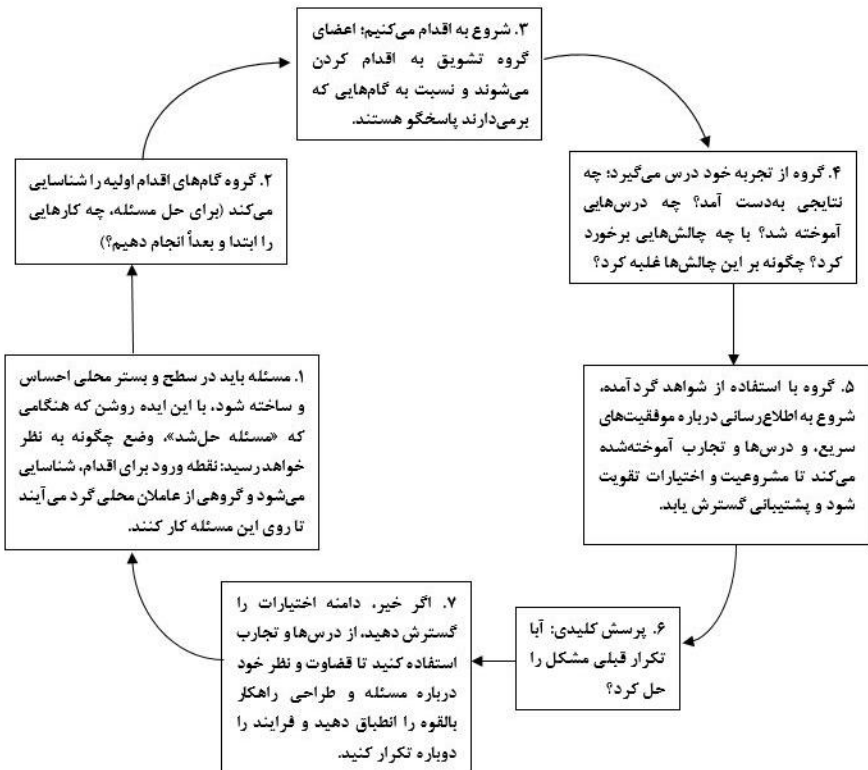 ۱. مسئله باید در سطح و بستر محلی احساس
و ساخته شود، با این ایده روشن که هنگامی
که «مسئله حل‌شد»، وضع چگونه به نظر
خواهد رسید: نقطه ورود برای اقدام، شناسایی
می‌شود و گروهی از عاملان محلی گرد می‌آیند
تا روی این مسئله کار کنند.
۲. گروه گام‌های اقدام اولیه را شناسایی
می‌کند (برای حل مسئله، چه کارهایی
را ابتدا و بعداً انجام دهیم؟)
۳. شروع به اقدام می‌کنیم؛ اعضای
گروه تشویق به اقدام کردن
می‌شوند و نسبت به گام‌هایی که
برمی‌دارند پاسخگو هستند.
۴. گروه از تجربه خود درس می‌گیرد؛ چه
نتایجی به‌دست آمد؟ چه درس‌هایی
آموخته شد؟ با چه چالش‌هایی برخورد
کرد؟ چگونه بر این چالش‌ها غلبه کرد؟
۵. گروه با استفاده از شواهد گردآمده،
شروع به اطلاع‌رسانی درباره موفقیت‌های
سریع، و درس‌ها و تجارب آموخته‌شده
می‌کند تا مشروعیت و اختیارات تقویت
شود و پشتیبانی گسترش یابد.
۶. پرسش کلیدی: آیا
تکرار قبلی مشکل را
حل کرد؟
۷. اگر خیر، دامنه اختیارات را
گسترش دهید، از درس‌ها و تجارب
استفاده کنید تا قضاوت و نظر خود
درباره مسئله و طراحی راهکار
بالقوه را انطباق دهید و فرایند را
دوباره تکرار کنید.